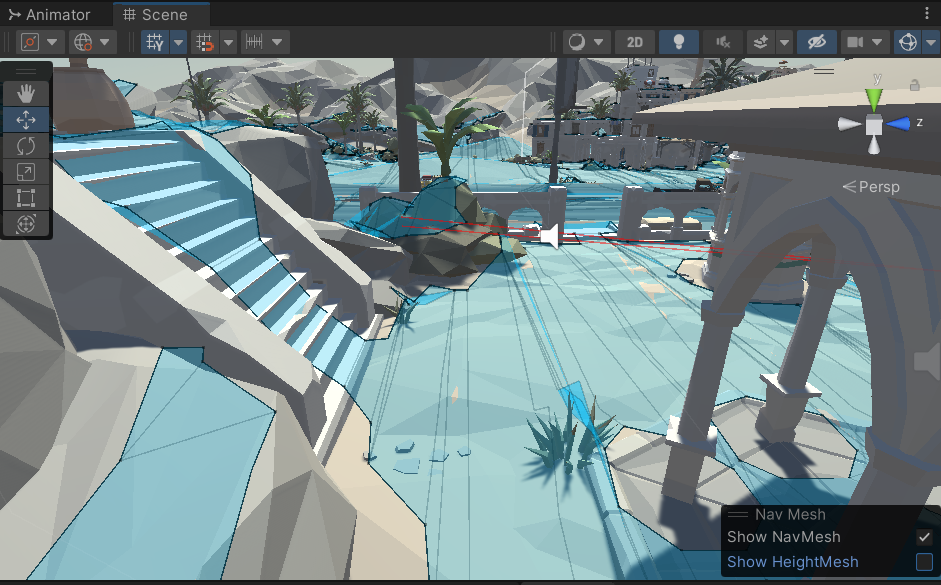 Animator
Scene
2D
y
z
Persp
Nav Mesh
Show NavMesh
Show HeightMesh